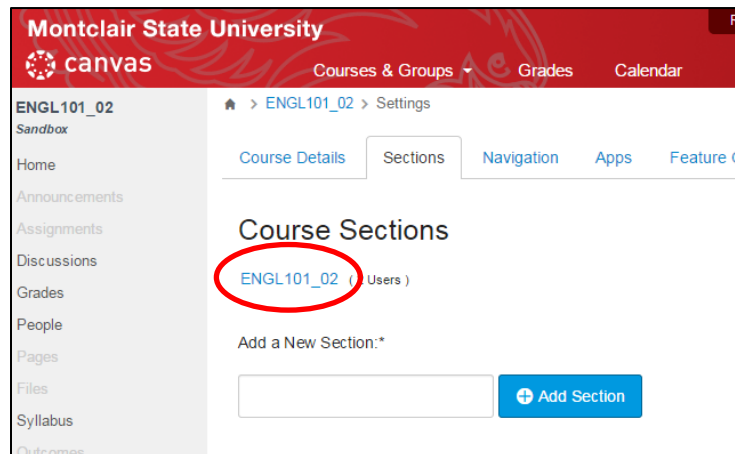 Montclair State University
canvas
Courses & Groups Grades Calendar
ENGL101_02
Sandbox
> ENGL101_02 > Settings
Home
Announcements
Assignments
Discussions
Grades
People
Pages
Files
Syllabus
Outcomes
Course Details Sections Navigation Apps Feature
Course Sections
ENGL101_02 ( Users )
Add a New Section:*
Add Section